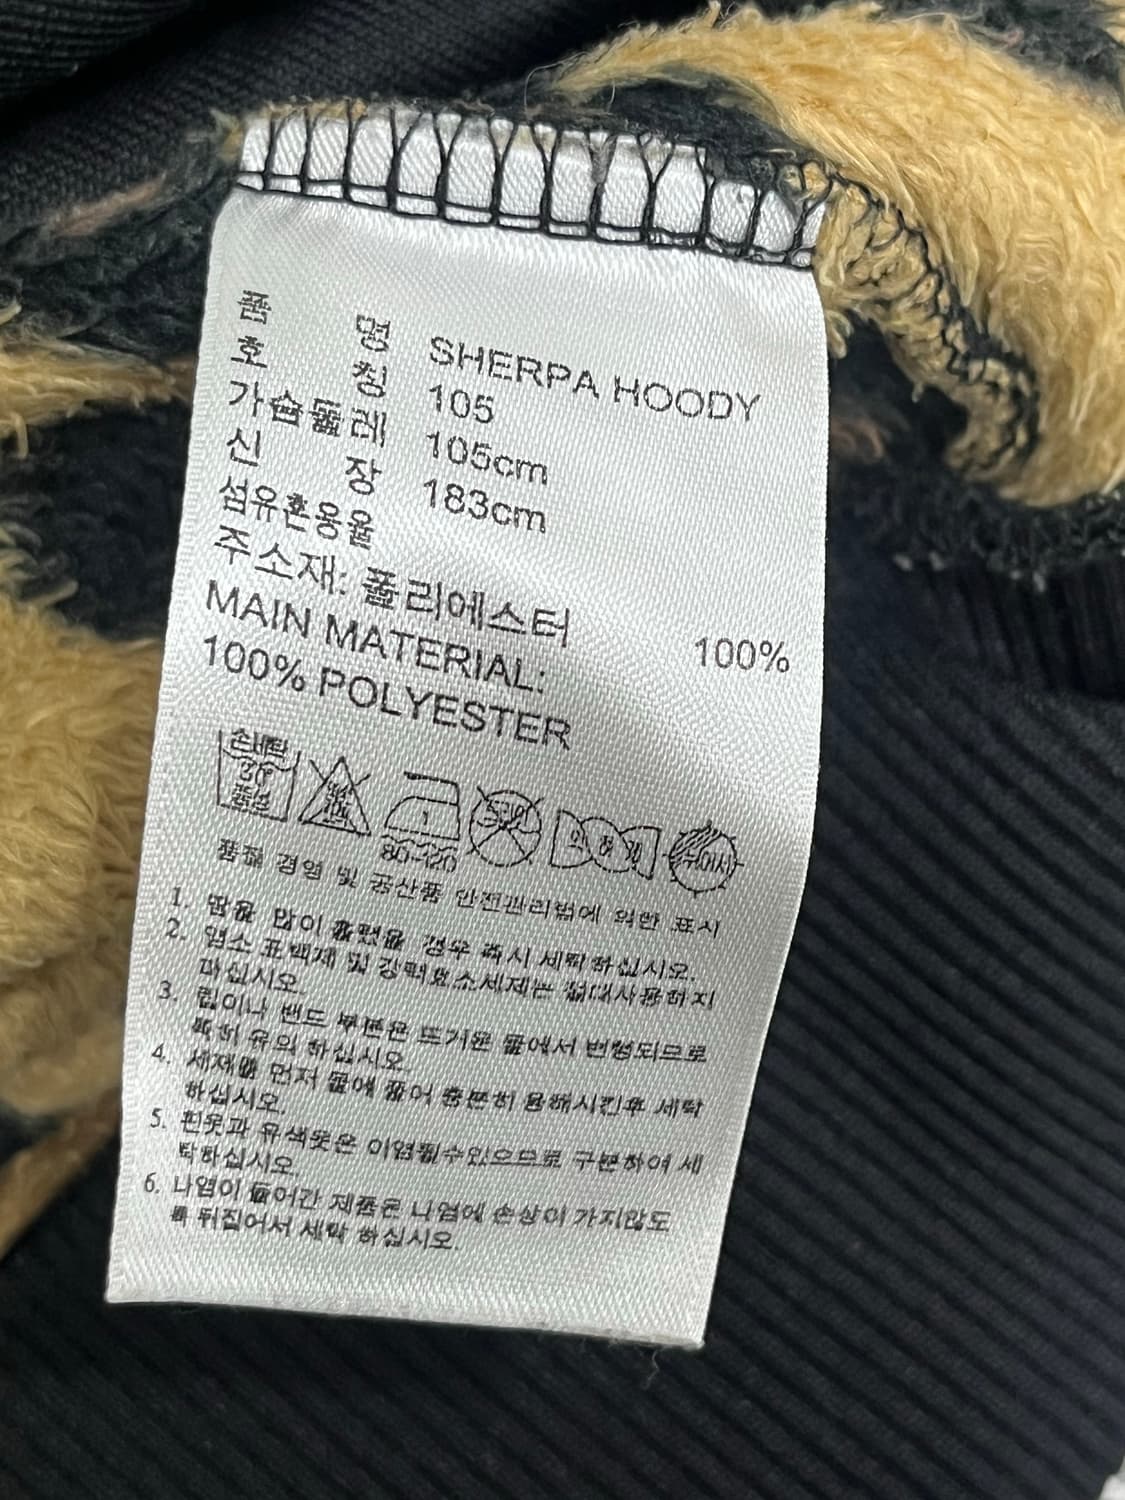 품 명 SHERPA HOODY
호 칭 105
가슴둘레 105cm
신 장 183cm
섬유혼용율
주소재: 폴리에스터 100%
MAIN MATERIAL:
100% POLYESTER
손세탁
30°
중성
1
80~120
드라이
약하게
뉘어서
품질 경영 및 공산품 안전관리법에 의한 표시
1. 땀을 많이 흘렸을 경우 즉시 세탁하십시오.
2. 염소 표백제 및 강력효소세제는 절대사용하지
마십시오.
3. 립이나 밴드 부분은 뜨거운 물에서 변형되므로
특히 유의 하십시오.
4. 세제를 먼저 물에 풀어 충분히 용해시킨후 세탁
하십시오.
5. 흰옷과 유색옷은 이염될수있으므로 구분하여 세
탁하십시오.
6. 나염이 들어간 제품은 나염에 손상이 가지않도
록 뒤집어서 세탁 하십시오.